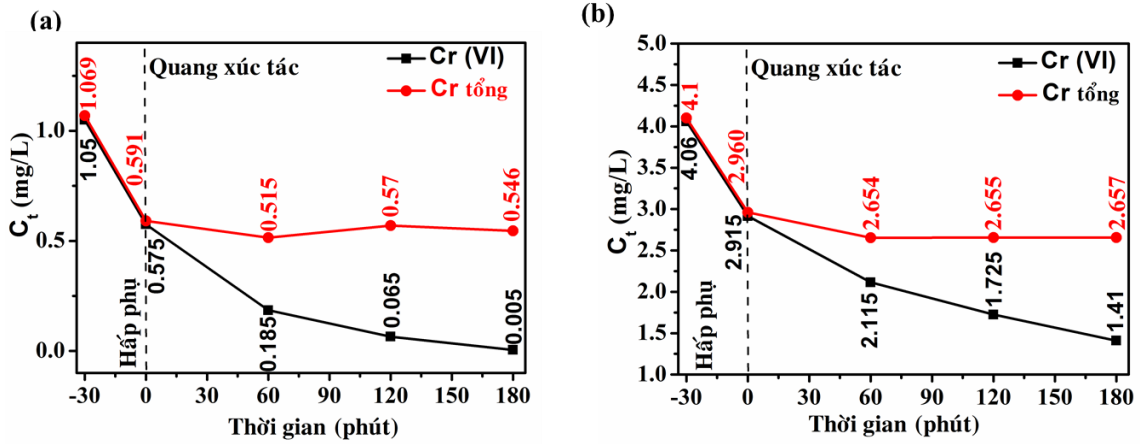 (a)
Quang xúc tác
Cr (VI)
Cr tổng
1.069
1.05
0.591
0.575
0.515
0.185
0.57
0.065
0.546
0.005
Hấp phụ
Ct (mg/L)
1.0
0.5
0.0
-30 0 30 60 90 120 150 180
Thời gian (phút)
(b)
Quang xúc tác
Cr (VI)
Cr tổng
4.1
4.06
2.960
2.915
2.654
2.115
2.655
1.725
2.657
1.41
Hấp phụ
Ct (mg/L)
5.0
4.5
4.0
3.5
3.0
2.5
2.0
1.5
1.0
-30 0 30 60 90 120 150 180
Thời gian (phút)